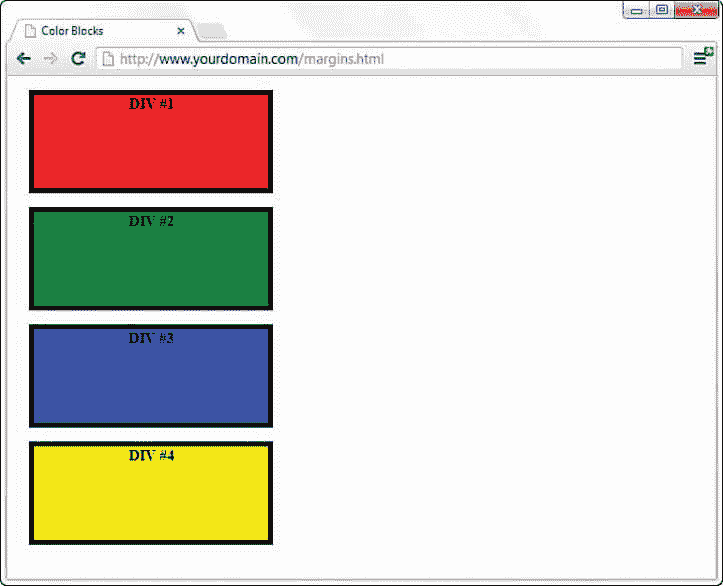 Color Blocks
http://www.yourdomain.com/margins.html
DIV #1
DIV #2
DIV #3
DIV #4